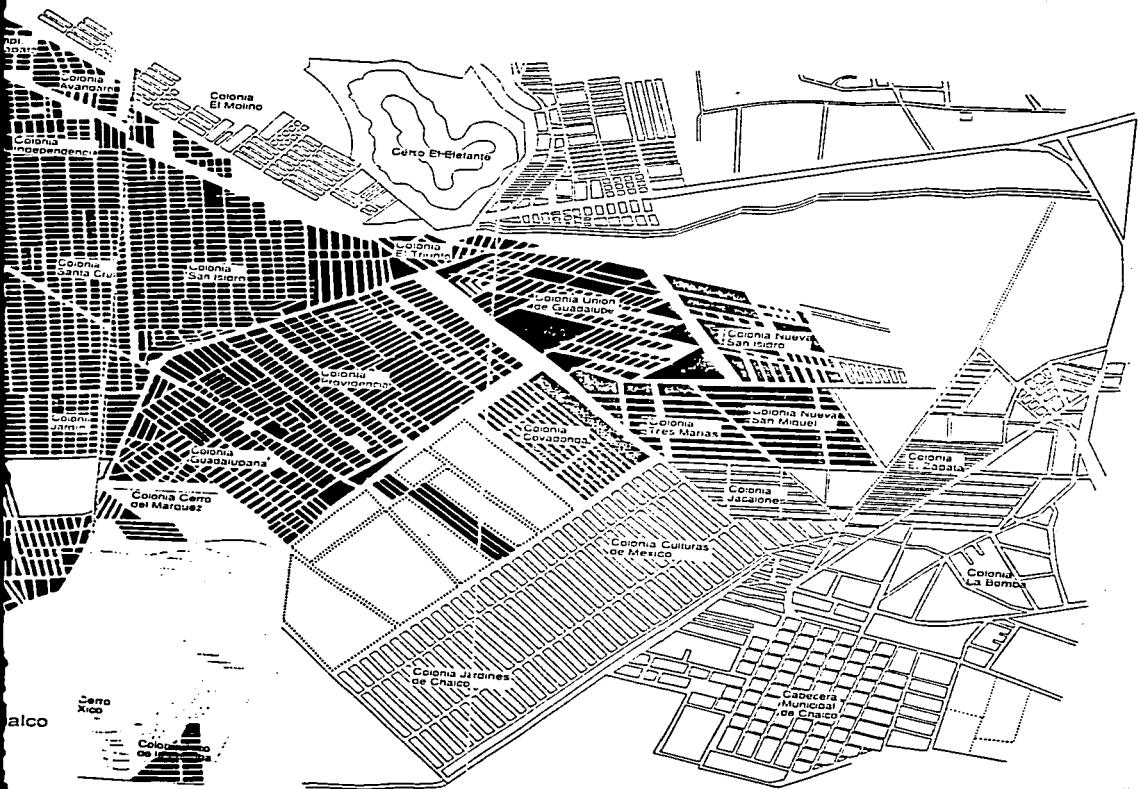 Colonia
Avandaro
Colonia
El Molino
Cerro El Elefante
Colonia
Independencia
Colonia
El Triunfo
Colonia
Santa Cruz
Colonia
San Isidro
Colonia Union
de Guadalupe
Colonia Nueva
San Isidro
Colonia
Providencia
Colonia
Jardin
Colonia
Guadalupana
Colonia
Covadonga
Colonia
Tres Marias
Colonia Nueva
San Miguel
Colonia
E. Zapata
Colonia
Jacalones
Colonia Cerro
del Marquez
Colonia Culturas
de Mexico
Colonia
La Bomba
Colonia Jardines
de Chalco
Cabecera
Municipal
de Chalco
Cerro
Xico
alco